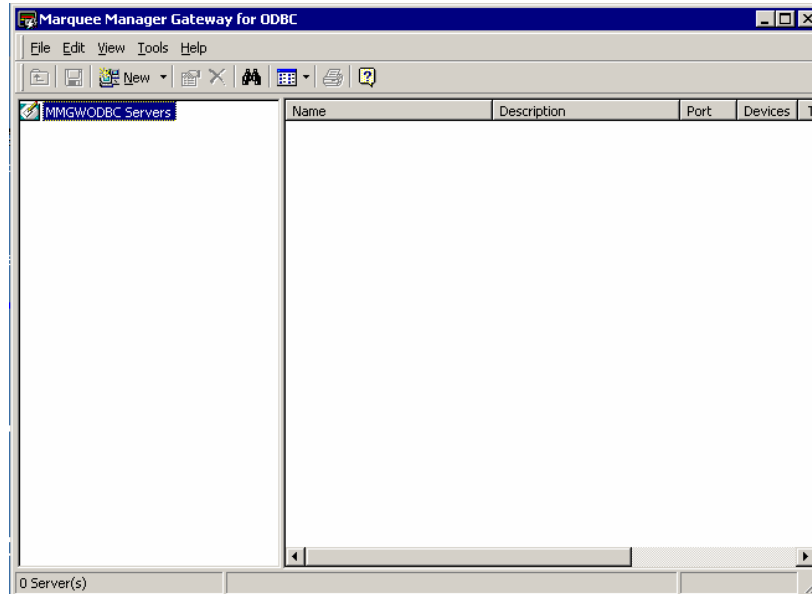 Marquee Manager Gateway for ODBC
File Edit View Tools Help
New
MMGWODBC Servers
Name Description Port Devices
0 Server(s)